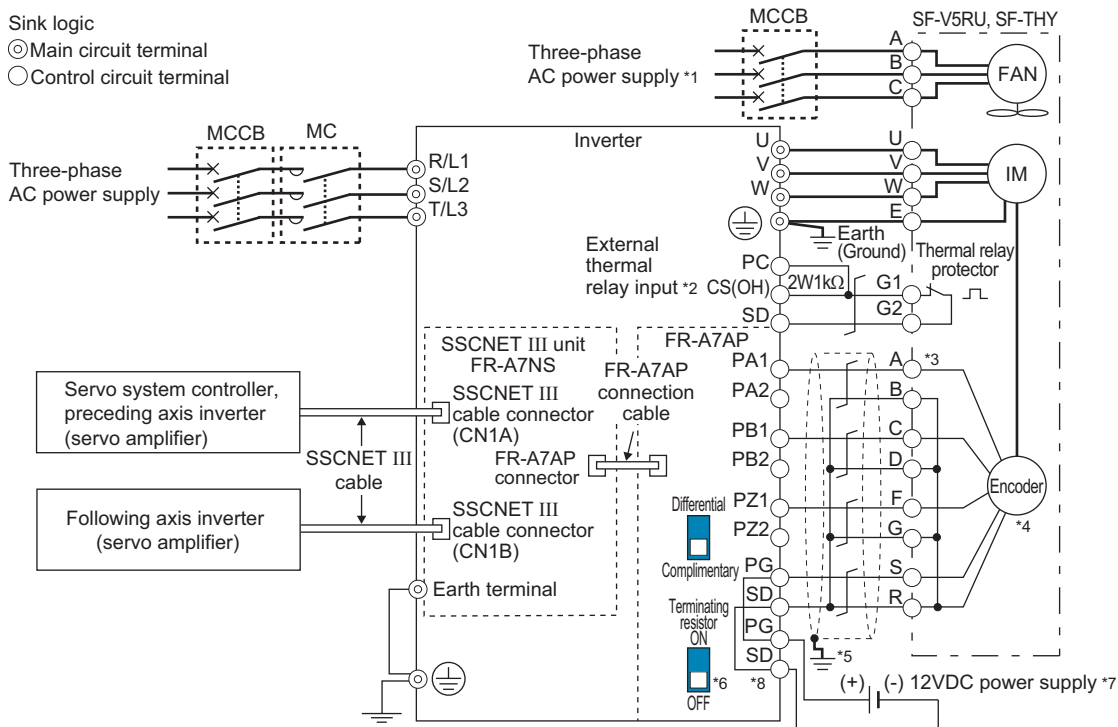 Sink logic
Main circuit terminal
Control circuit terminal
MCCB
SF-V5RU, SF-THY
Three-phase
AC power supply *1
A
B
C
FAN
MCCB
MC
Three-phase
AC power supply
R/L1
S/L2
T/L3
Inverter
U
V
W
U
V
W
E
IM
Earth
(Ground)
External
thermal
relay input *2
PC
CS(OH)
SD
2W1kΩ
G1
G2
Thermal relay
protector
SSCNET III unit
FR-A7NS
FR-A7AP
FR-A7AP
connection
cable
Servo system controller,
preceding axis inverter
(servo amplifier)
SSCNET III
cable connector
(CN1A)
SSCNET III
cable
FR-A7AP
connector
Following axis inverter
(servo amplifier)
SSCNET III
cable connector
(CN1B)
Earth terminal
PA1
PA2
PB1
PB2
PZ1
PZ2
PG
SD
PG
SD
Differential
Complimentary
Terminating
resistor
ON
OFF
*6
*8
A
*3
B
C
D
F
G
S
R
Encoder
*4
*5
(+)
(-)
12VDC power supply *7